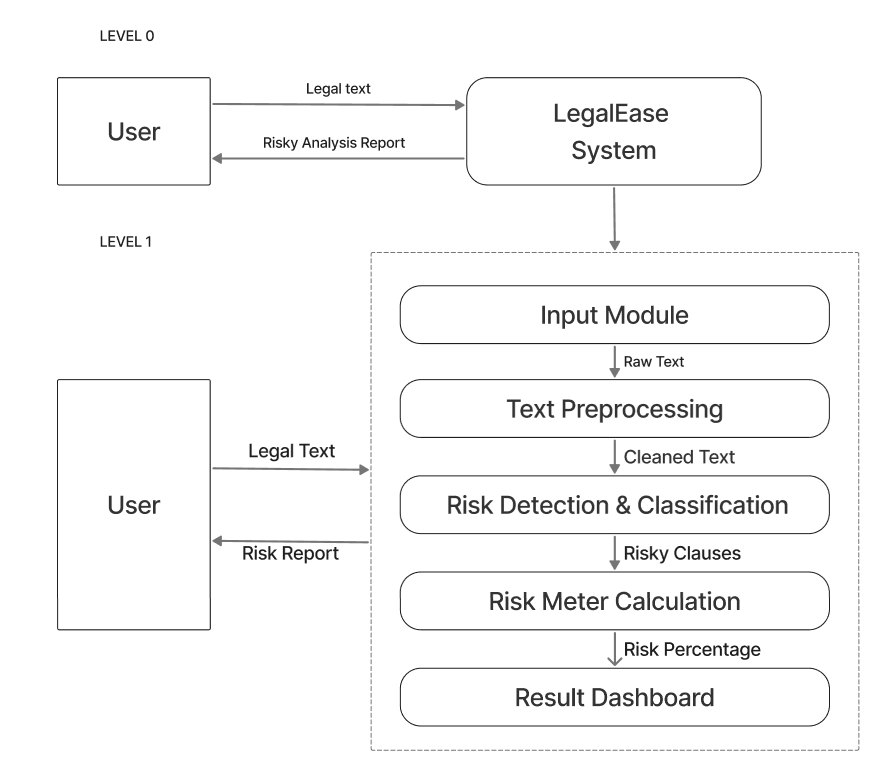 LEVEL 0
User
Legal text
Risky Analysis Report
LegalEase
System
LEVEL 1
User
Legal Text
Risk Report
Input Module
Raw Text
Text Preprocessing
Cleaned Text
Risk Detection & Classification
Risky Clauses
Risk Meter Calculation
Risk Percentage
Result Dashboard